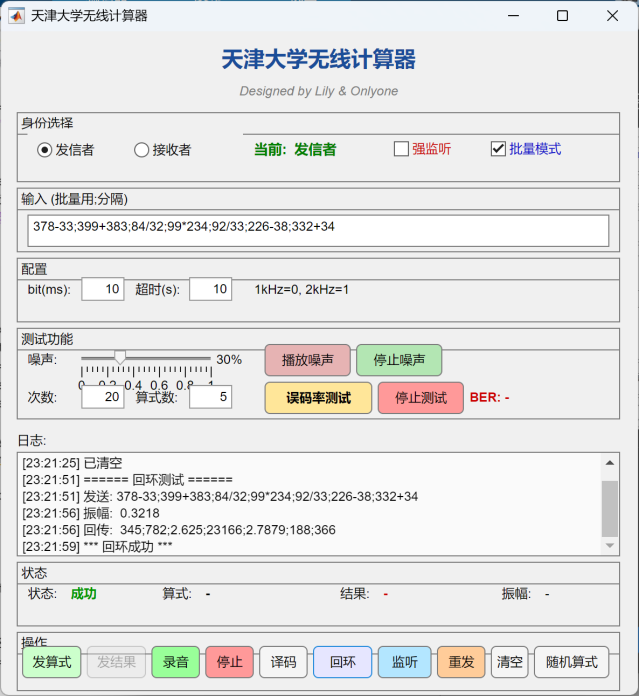 天津大学无线计算器
天津大学无线计算器
Designed by Lily & Onlyone
身份选择
发信者 接收者 当前: 发信者 强监听 批量模式
输入 (批量用;分隔)
378-33;399+383;84/32;99*234;92/33;226-38;332+34
配置
bit(ms): 10 超时(s): 10 1kHz=0, 2kHz=1
测试功能
噪声: 30% 播放噪声 停止噪声
0 0.2 0.4 0.6 0.8 1
次数: 20 算式数: 5 误码率测试 停止测试 BER: -
日志:
[23:21:25] 已清空
[23:21:51] ====== 回环测试 ======
[23:21:51] 发送: 378-33;399+383;84/32;99*234;92/33;226-38;332+34
[23:21:56] 振幅: 0.3218
[23:21:56] 回传: 345;782;2.625;23166;2.7879;188;366
[23:21:59] *** 回环成功 ***
状态
状态: 成功 算式: - 结果: - 振幅: -
操作
发算式 发结果 录音 停止 译码 回环 监听 重发 清空 随机算式